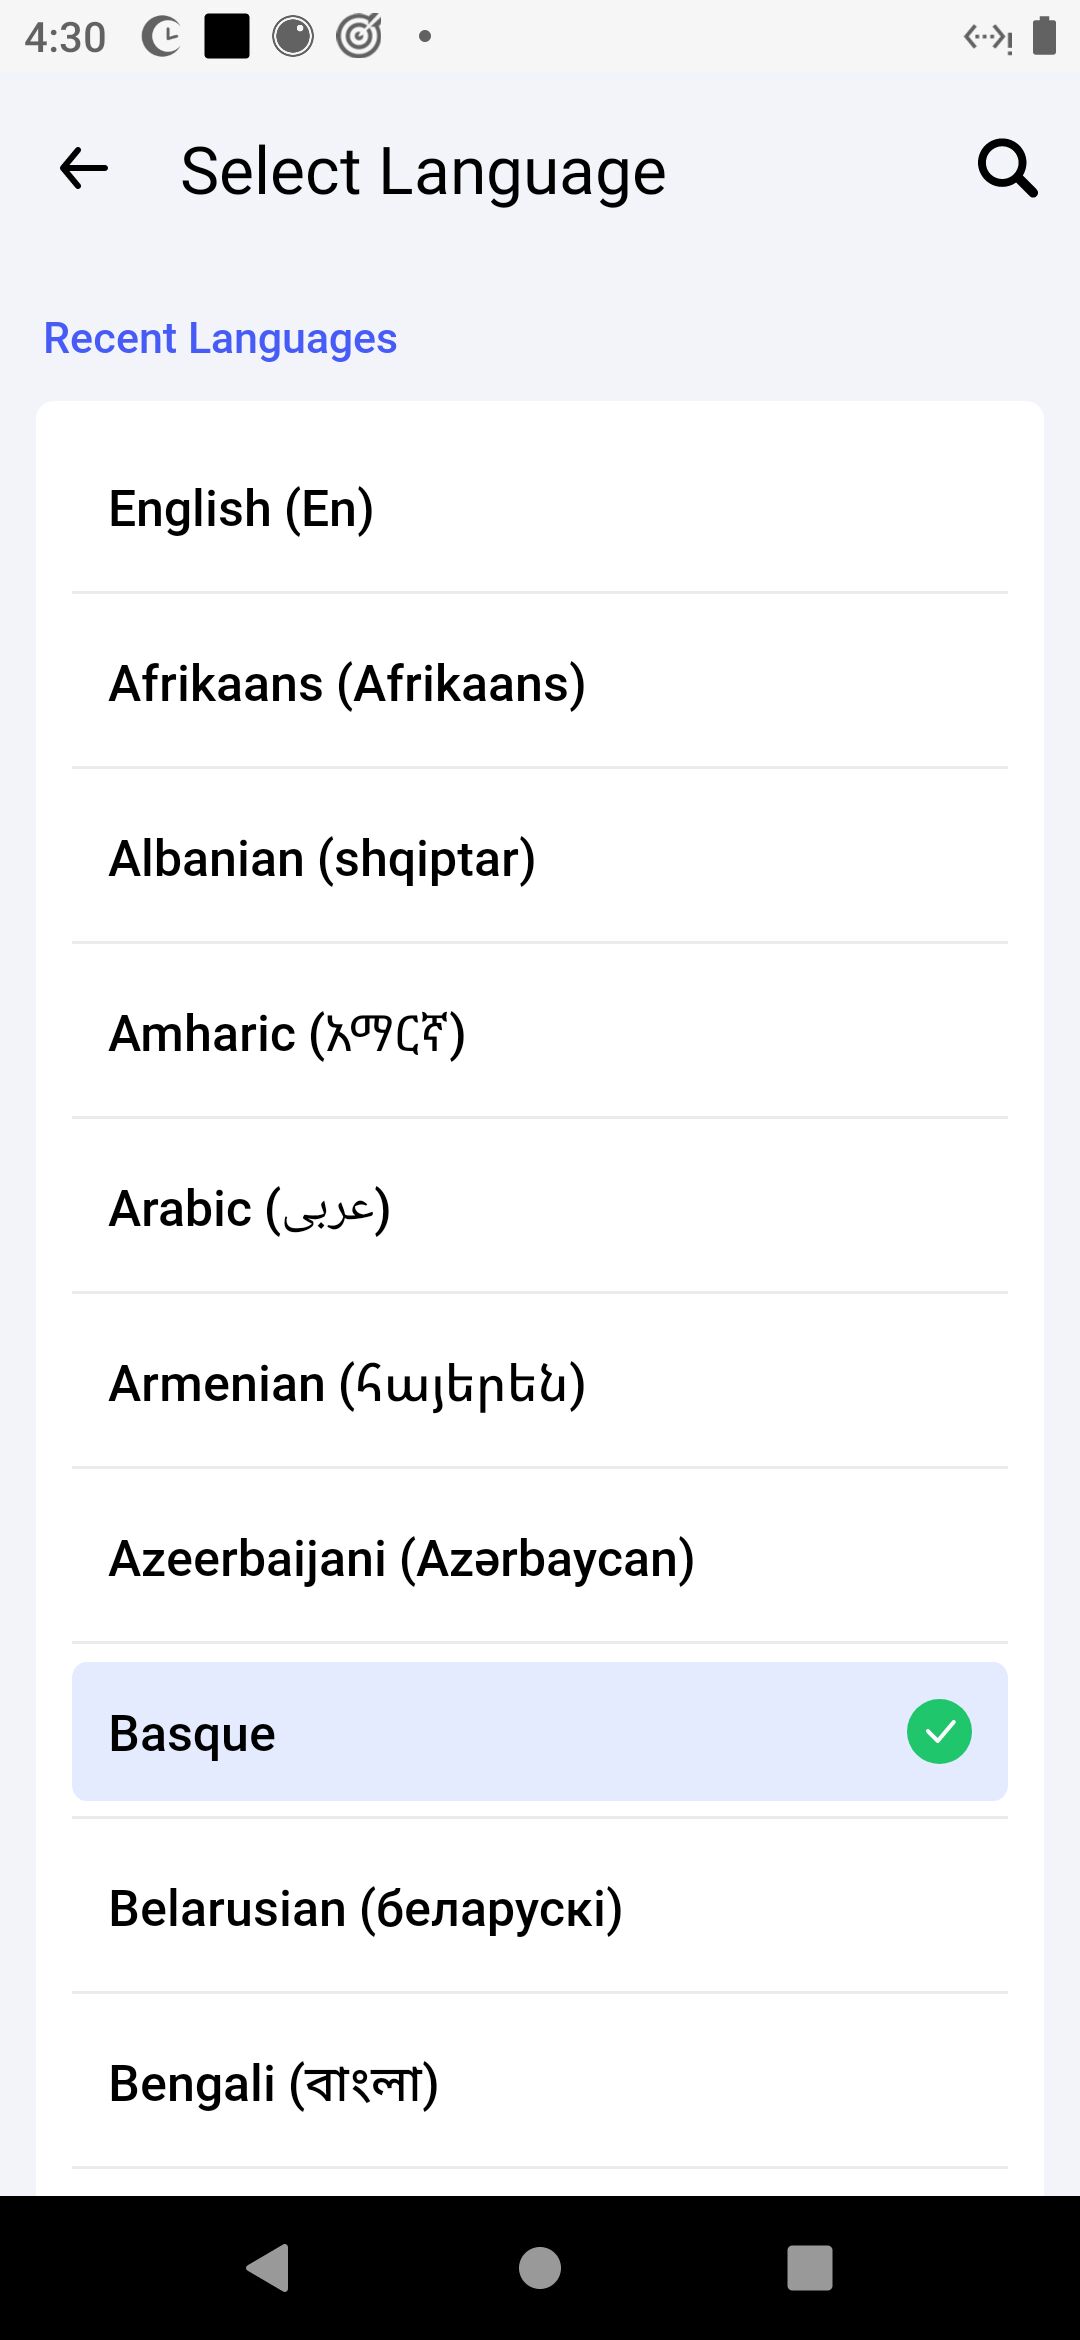 4:30
Select Language
Recent Languages
English (En)
Afrikaans (Afrikaans)
Albanian (shqiptar)
Amharic (አማርኛ)
Arabic (عربى)
Armenian (հայերեն)
Azeerbaijani (Azərbaycan)
Basque
Belarusian (беларускі)
Bengali (বাংলা)